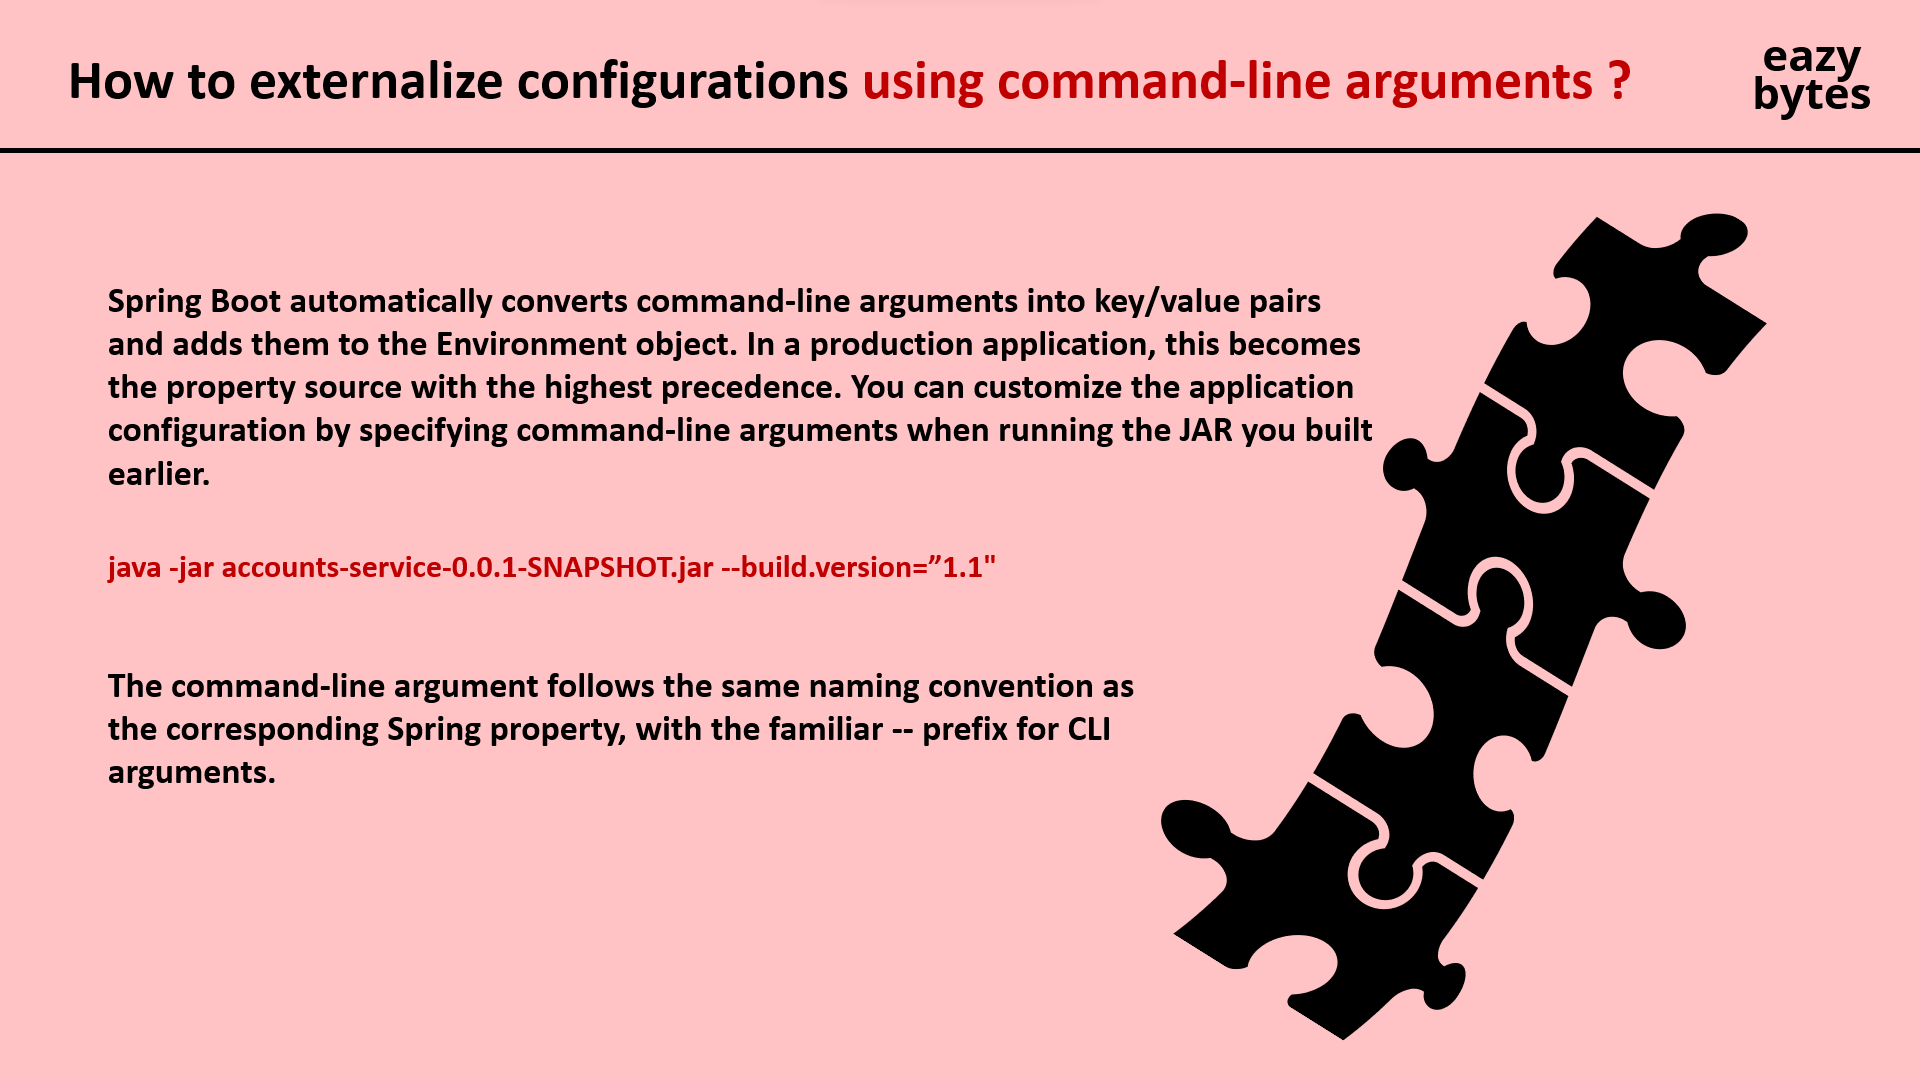 How to externalize configurations using command-line arguments ?
eazy
bytes
Spring Boot automatically converts command-line arguments into key/value pairs
and adds them to the Environment object. In a production application, this becomes
the property source with the highest precedence. You can customize the application
configuration by specifying command-line arguments when running the JAR you built
earlier.
java -jar accounts-service-0.0.1-SNAPSHOT.jar --build.version=”1.1"
The command-line argument follows the same naming convention as
the corresponding Spring property, with the familiar -- prefix for CLI
arguments.